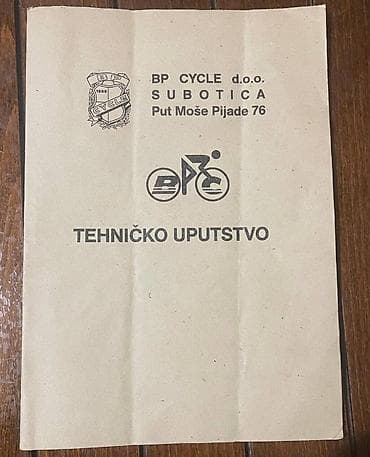 BP CYCLE d.o.o.
SUBOTICA
Put Moše Pijade 76
BPC
TEHNIČKO UPUTSTVO